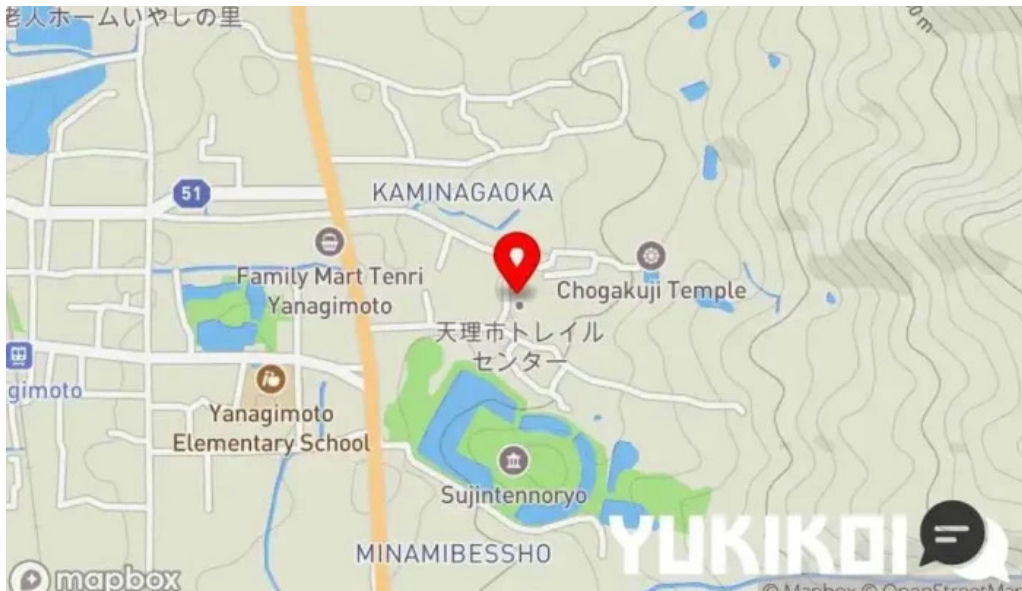 老人ホームいやしの里
51
KAMINAGAOKA
Family Mart Tenri
Yanagimoto
Chogakuji Temple
天理市トレイル
センター
gimoto
Yanagimoto
Elementary School
Sujintennoryo
MINAMIBESSHO
YUKIKOI
mapbox
© Mapbox © OpenStreetMap